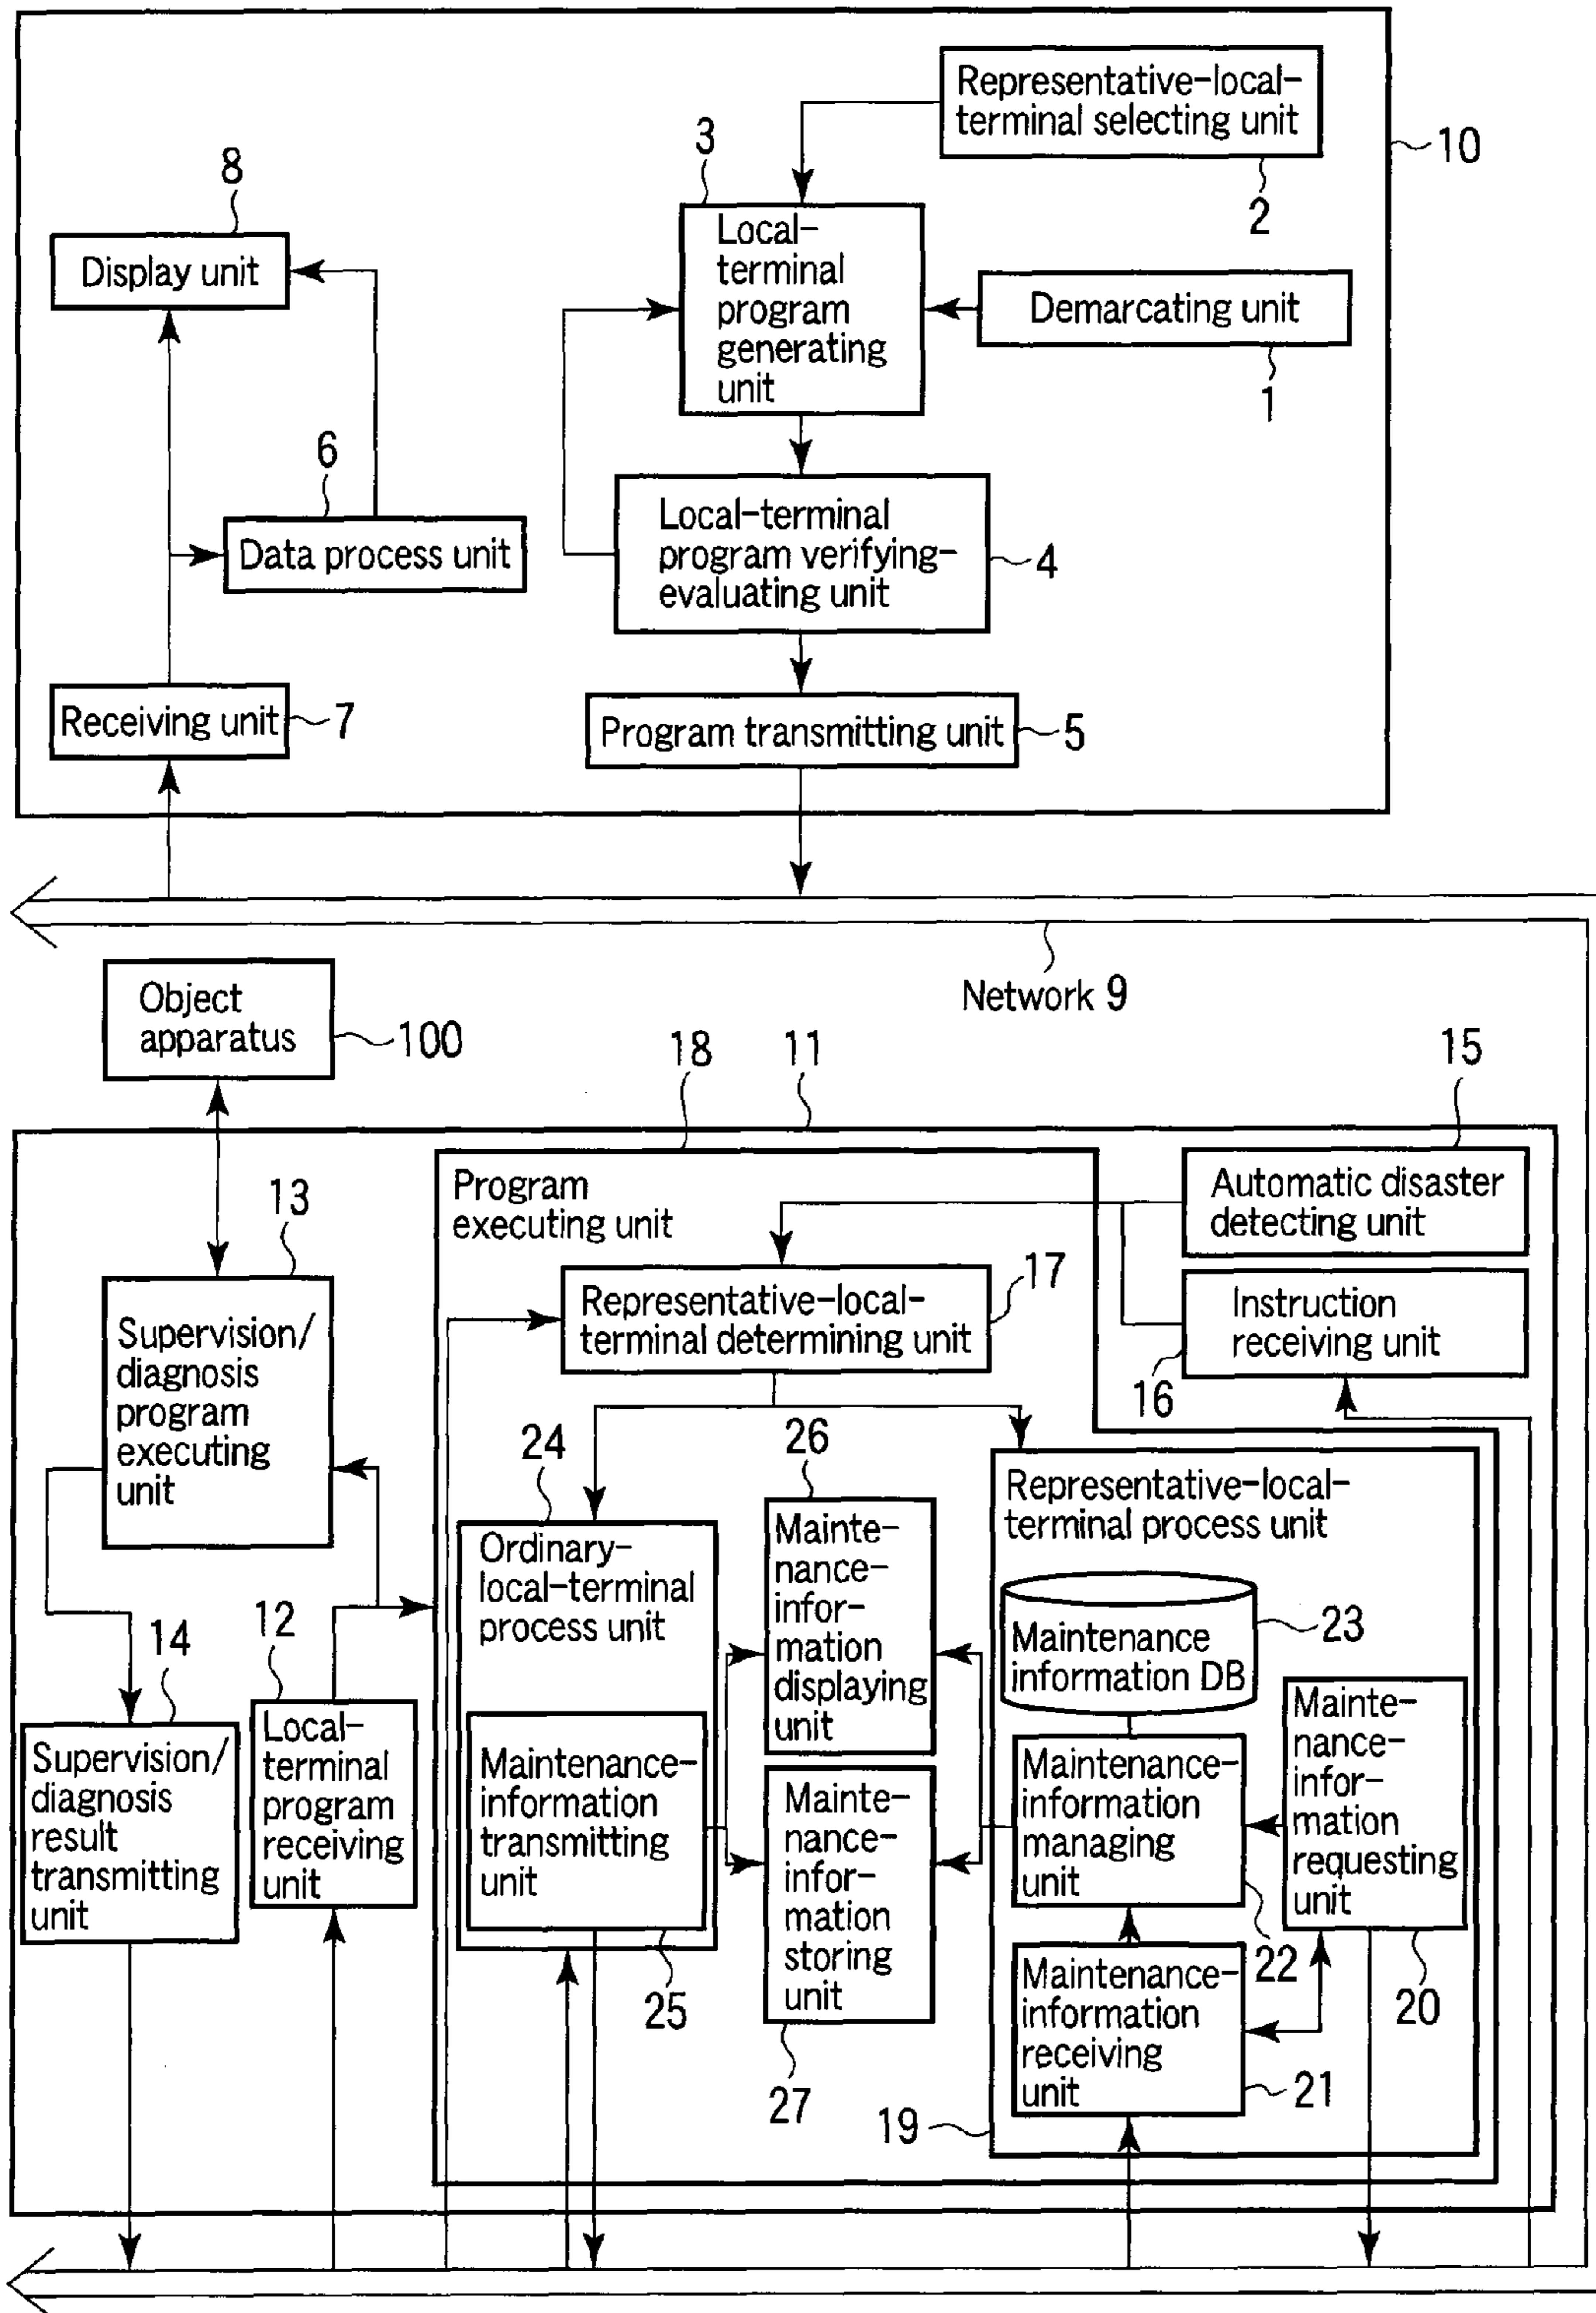 Representative-local-
terminal selecting unit
2
10
3
Local-
terminal
program
generating
unit
8
Display unit
Demarcating unit
1
6
Data process unit
Local-terminal
program verifying-
evaluating unit
4
Receiving unit
7
Program transmitting unit
5
Network 9
Object
apparatus
100
18
11
15
Program
executing unit
Automatic disaster
detecting unit
13
Supervision/
diagnosis
program
executing
unit
Representative-local-
terminal determining unit
17
Instruction
receiving unit
16
24
26
Ordinary-
local-terminal
process unit
Mainte-
nance-
infor-
mation
displaying
unit
Representative-local-
terminal process unit
Maintenance
information DB
23
14
12
Supervision/
diagnosis
result
transmitting
unit
Local-
terminal
program
receiving
unit
Maintenance-
information
transmitting
unit
25
Mainte-
nance-
infor-
mation
storing
unit
27
Maintenance-
information
managing
unit
22
Mainte-
nance-
infor-
mation
requesting
unit
20
Maintenance-
information
receiving
unit
21
19